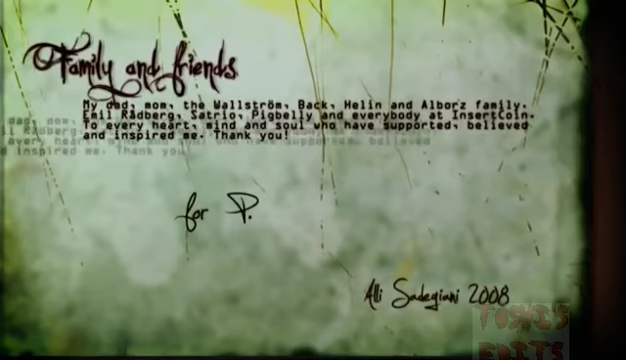 Family and friends
My dad, mom, the Wallström, Back, Helin and Alborz family.
Emil Rådberg, Satrio, Pigbelly and everybody at InsertCoin.
To every heart, mind and soul who have supported, believed
and inspired me. Thank you!
for P.
Alli Sadegiani 2008
EDITS